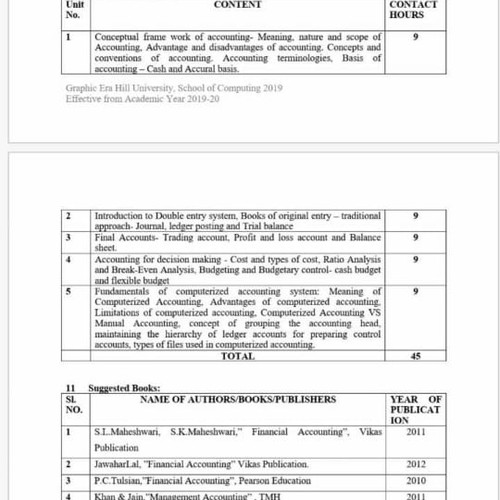 Unit CONTENT CONTACT
No. HOURS
1 Conceptual frame work of accounting- Meaning, nature and scope of 9
Accounting, Advantage and disadvantages of accounting. Concepts and
conventions of accounting. Accounting terminologies, Basis of
accounting – Cash and Accural basis.
Graphic Era Hill University, School of Computing 2019
Effective from Academic Year 2019-20
2 Introduction to Double entry system, Books of original entry – traditional 9
approach- Journal, ledger posting and Trial balance
3 Final Accounts- Trading account, Profit and loss account and Balance 9
sheet.
4 Accounting for decision making - Cost and types of cost, Ratio Analysis 9
and Break-Even Analysis, Budgeting and Budgetary control- cash budget
and flexible budget
5 Fundamentals of computerized accounting system: Meaning of 9
Computerized Accounting, Advantages of computerized accounting,
Limitations of computerized accounting, Computerized Accounting VS
Manual Accounting, concept of grouping the accounting head,
maintaining the hierarchy of ledger accounts for preparing control
accounts, types of files used in computerized accounting.
TOTAL 45
11 Suggested Books:
Sl. NAME OF AUTHORS/BOOKS/PUBLISHERS YEAR OF
NO. PUBLICAT
ION
1 S.L.Maheshwari, S.K.Maheshwari," Financial Accounting", Vikas 2011
Publication
2 JawaharLal, "Financial Accounting" Vikas Publication. 2012
3 P.C.Tulsian,"Financial Accounting", Pearson Education 2010
4 Khan & Jain,"Management Accounting" , TMH 2011